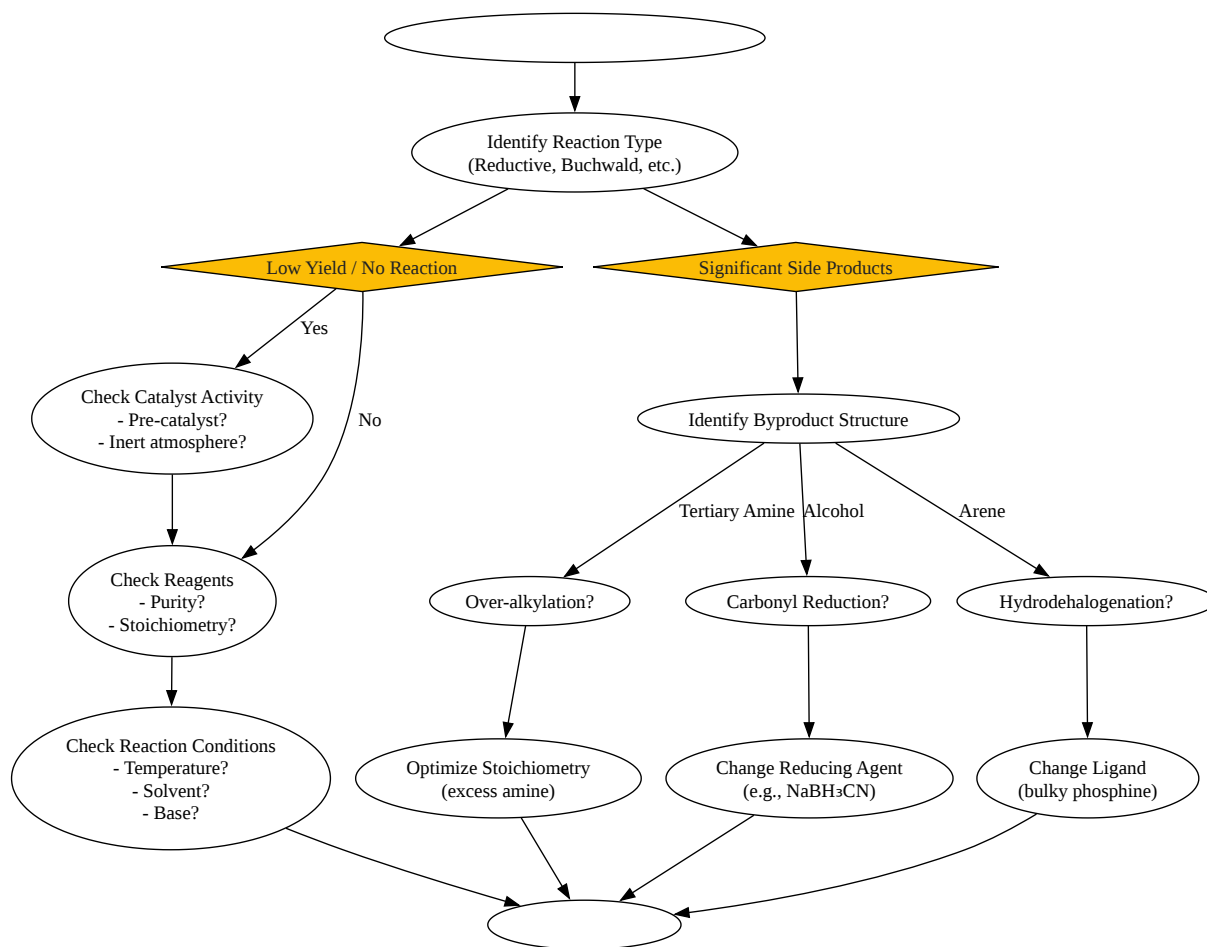 Identify Reaction Type
(Reductive, Buchwald, etc.)
Low Yield / No Reaction
Significant Side Products
Yes
No
Check Catalyst Activity
- Pre-catalyst?
- Inert atmosphere?
Identify Byproduct Structure
Tertiary Amine
Alcohol
Arene
Check Reagents
- Purity?
- Stoichiometry?
Over-alkylation?
Carbonyl Reduction?
Hydrodehalogenation?
Check Reaction Conditions
- Temperature?
- Solvent?
- Base?
Optimize Stoichiometry
(excess amine)
Change Reducing Agent
(e.g., NaBH₃CN)
Change Ligand
(bulky phosphine)